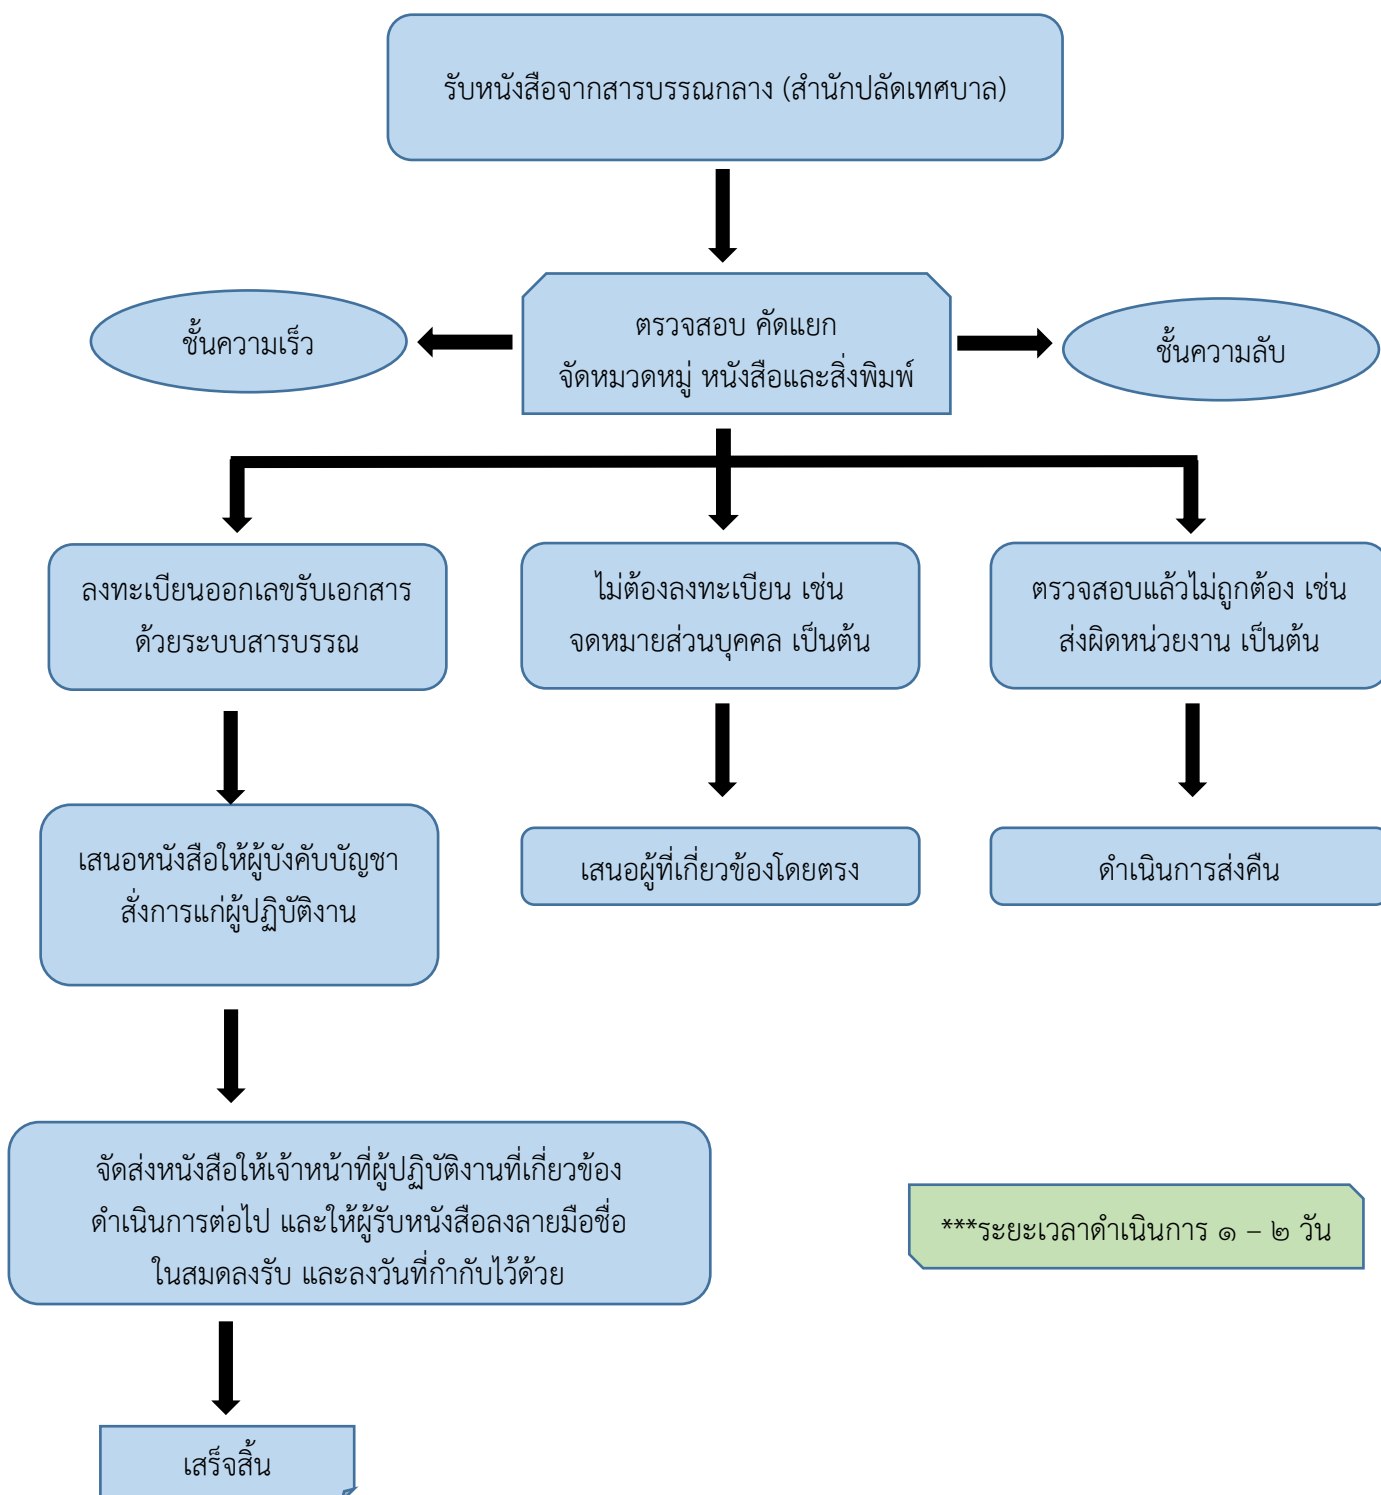 รับหนังสือจากสารบรรณกลาง (สำนักปลัดเทศบาล)
ชั้นความเร็ว
ตรวจสอบ คัดแยก
จัดหมวดหมู่ หนังสือและสิ่งพิมพ์
ชั้นความลับ
ลงทะเบียนออกเลขรับเอกสาร
ด้วยระบบสารบรรณ
ไม่ต้องลงทะเบียน เช่น
จดหมายส่วนบุคคล เป็นต้น
ตรวจสอบแล้วไม่ถูกต้อง เช่น
ส่งผิดหน่วยงาน เป็นต้น
เสนอหนังสือให้ผู้บังคับบัญชา
สั่งการแก่ผู้ปฏิบัติงาน
เสนอผู้ที่เกี่ยวข้องโดยตรง
ดำเนินการส่งคืน
จัดส่งหนังสือให้เจ้าหน้าที่ผู้ปฏิบัติงานที่เกี่ยวข้อง
ดำเนินการต่อไป และให้ผู้รับหนังสือลงลายมือชื่อ
ในสมดลงรับ และลงวันที่กำกับไว้ด้วย
***ระยะเวลาดำเนินการ ๑ – ๒ วัน
เสร็จสิ้น